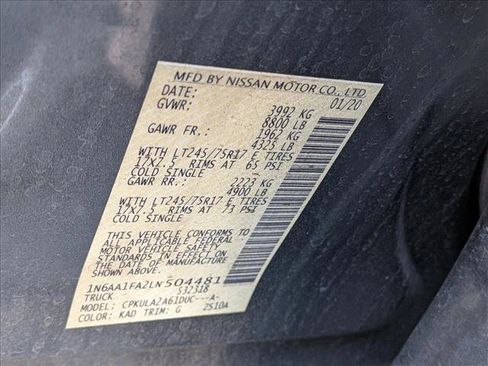 MFD BY NISSAN MOTOR CO., LTD.
DATE: 01/20
GVWR: 3992 KG
8800 LB
GAWR FR.: 1962 KG
4325 LB
WITH LT245/75R17 E TIRES
17X7.5 RIMS AT 65 PSI
COLD SINGLE
GAWR RR.: 2223 KG
4900 LB
WITH LT245/75R17 E TIRES
17X7.5 RIMS AT 73 PSI
COLD SINGLE
THIS VEHICLE CONFORMS TO
ALL APPLICABLE FEDERAL
MOTOR VEHICLE SAFETY
STANDARDS IN EFFECT ON THE
DATE OF MANUFACTURE
SHOWN ABOVE.
1N6AA1FA2LN504481
TRUCK 532318
MODEL: CPKULA2A61DUC---A-
COLOR: KAD TRIM: G 2510A